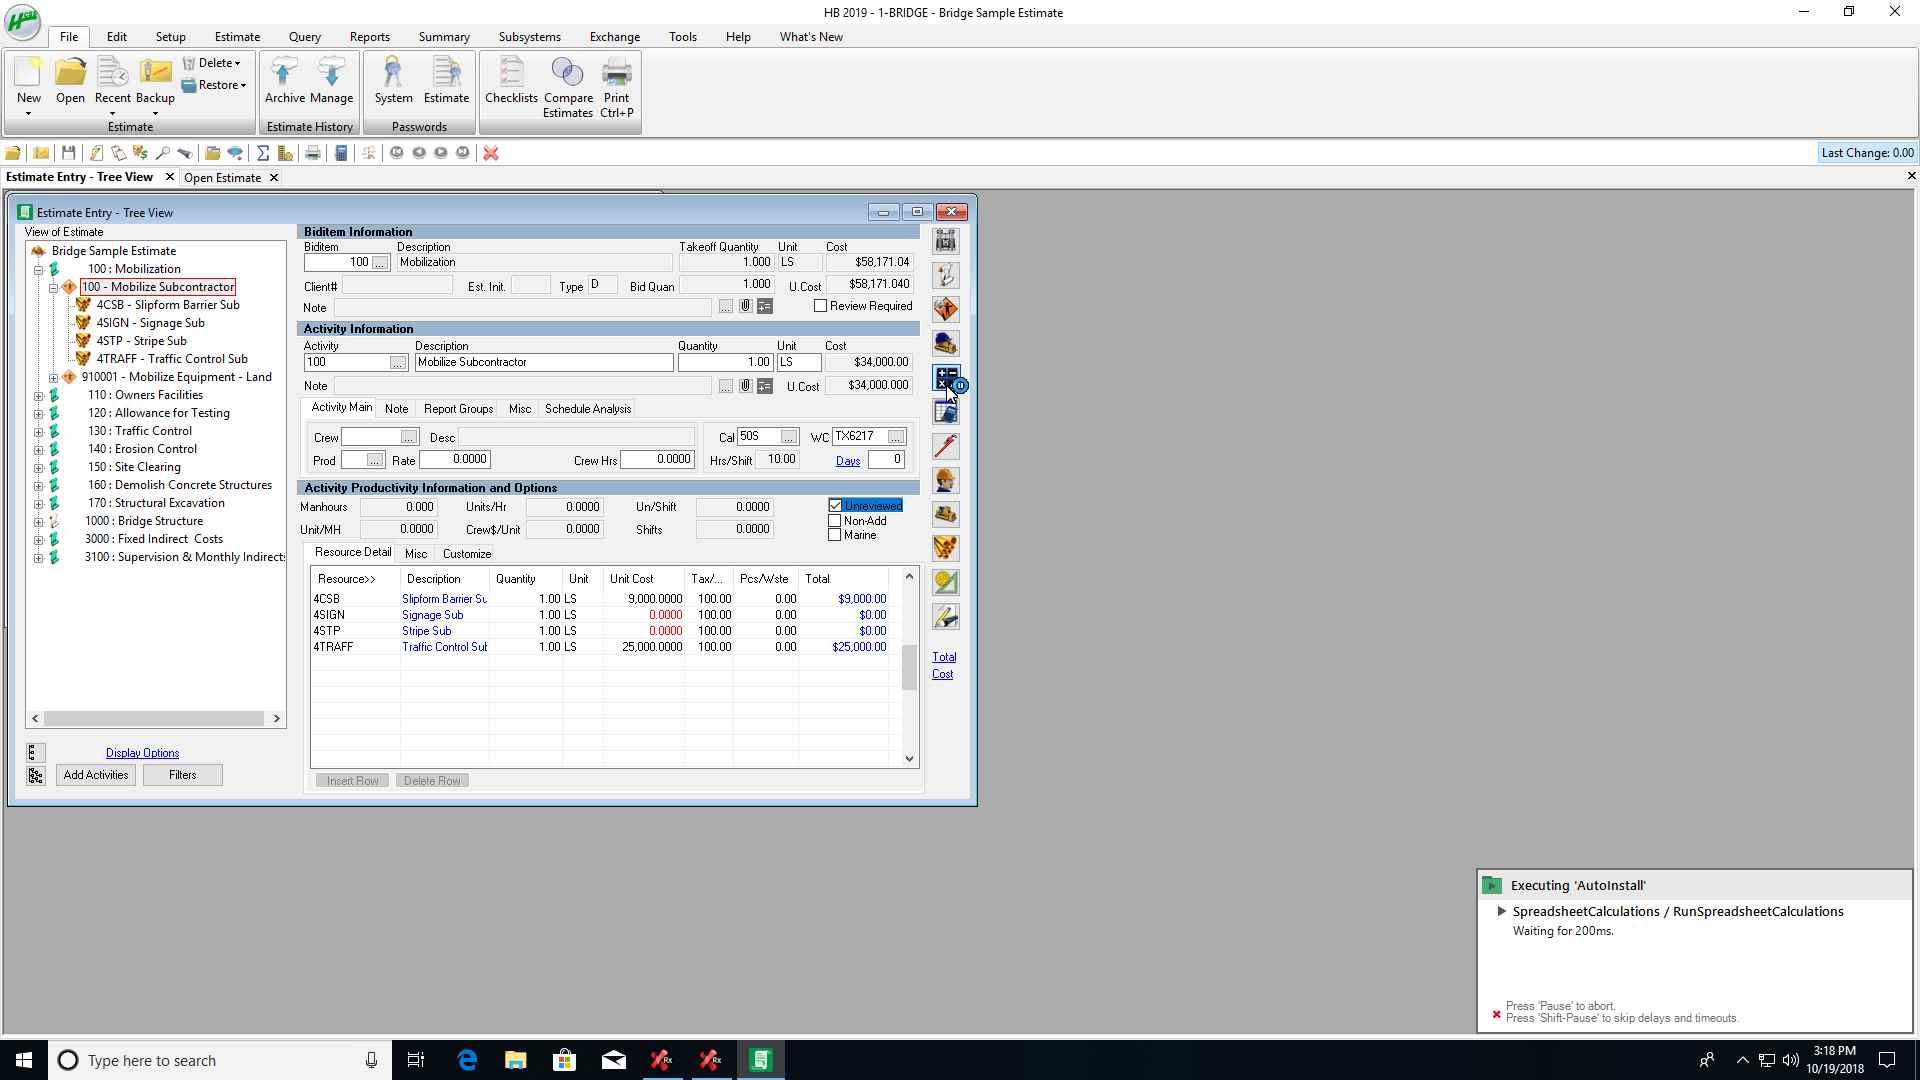 HB 2019 - 1-BRIDGE - Bridge Sample Estimate
File Edit Setup Estimate Query Reports Summary Subsystems Exchange Tools Help What's New
New Open Recent Backup Delete Restore
Estimate
Archive Manage
Estimate History
System Estimate
Passwords
Checklists Compare Estimates Print Ctrl+P
Last Change: 0.00
Estimate Entry - Tree View Open Estimate
Estimate Entry - Tree View
View of Estimate
Bridge Sample Estimate
100 : Mobilization
100 - Mobilize Subcontractor
4CSB - Slipform Barrier Sub
4SIGN - Signage Sub
4STP - Stripe Sub
4TRAFF - Traffic Control Sub
910001 - Mobilize Equipment - Land
110 : Owners Facilities
120 : Allowance for Testing
130 : Traffic Control
140 : Erosion Control
150 : Site Clearing
160 : Demolish Concrete Structures
170 : Structural Excavation
1000 : Bridge Structure
3000 : Fixed Indirect Costs
3100 : Supervision & Monthly Indirects
Display Options
Add Activities Filters
Biditem Information
Biditem Description Takeoff Quantity Unit Cost
100 ... Mobilization 1.000 LS $58,171.04
Client# Est. Init. Type D Bid Quan 1.000 U.Cost $58,171.040
Note ... Review Required
Activity Information
Activity Description Quantity Unit Cost
100 ... Mobilize Subcontractor 1.00 LS $34,000.00
Note ... U.Cost $34,000.000
Activity Main Note Report Groups Misc Schedule Analysis
Crew ... Desc Cal 50S ... WC TX6217 ...
Prod ... Rate 0.0000 Crew Hrs 0.0000 Hrs/Shift 10.00 Days 0
Activity Productivity Information and Options
Manhours 0.000 Units/Hr 0.0000 Un/Shift 0.0000 Unreviewed
Non-Add
Unit/MH 0.0000 Crew$/Unit 0.0000 Shifts 0.0000 Marine
Resource Detail Misc Customize
Resource>> Description Quantity Unit Unit Cost Tax/... Pcs/Wste Total
4CSB Slipform Barrier Su 1.00 LS 9,000.0000 100.00 0.00 $9,000.00
4SIGN Signage Sub 1.00 LS 0.0000 100.00 0.00 $0.00
4STP Stripe Sub 1.00 LS 0.0000 100.00 0.00 $0.00
4TRAFF Traffic Control Sub 1.00 LS 25,000.0000 100.00 0.00 $25,000.00
Insert Row Delete Row
Total
Cost
Executing 'AutoInstall'
SpreadsheetCalculations / RunSpreadsheetCalculations
Waiting for 200ms.
Press 'Pause' to abort.
Press 'Shift-Pause' to skip delays and timeouts.
Type here to search
3:18 PM
10/19/2018